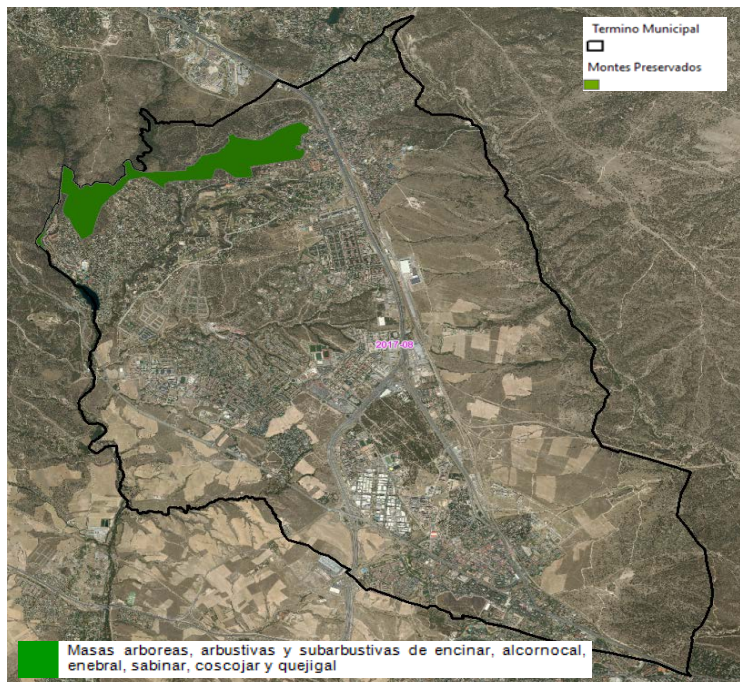 Termino Municipal
Montes Preservados
2017-08
Masas arboreas, arbustivas y subarbustivas de encinar, alcornocal,
enebral, sabinar, coscojar y quejigal